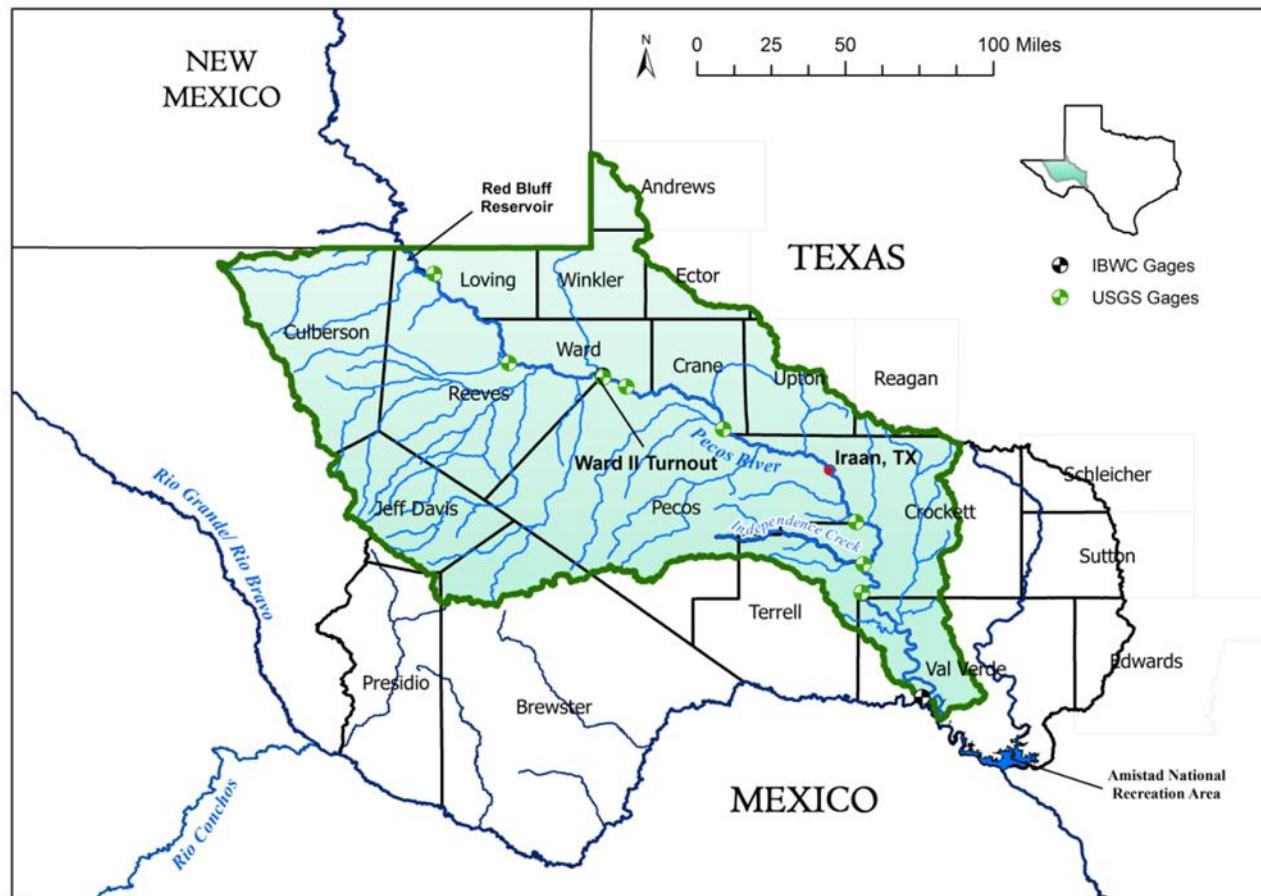 N
0 25 50 100 Miles
NEW
MEXICO
Red Bluff
Reservoir
Andrews
TEXAS
IBWC Gages
USGS Gages
Loving
Winkler
Ector
Culberson
Ward
Crane
Upton
Reagan
Reeves
Pecos River
Iraan, TX
Ward II Turnout
Schleicher
Jeff Davis
Pecos
Crockett
Independence Creek
Sutton
Rio Grande/ Rio Bravo
Terrell
Val Verde
Edwards
Presidio
Brewster
Amistad National
Recreation Area
MEXICO
Rio Conchos